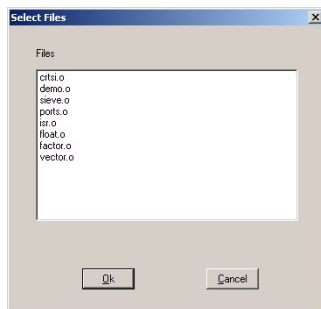 Select Files
Files
crtsi.o
demo.o
sieve.o
ports.o
isr.o
float.o
factor.o
vector.o
Ok
Cancel